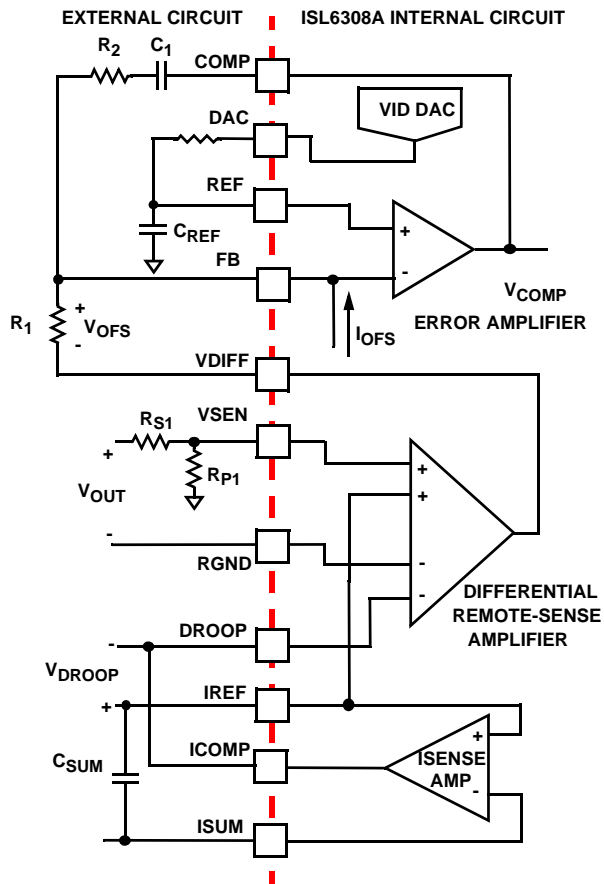 EXTERNAL CIRCUIT
ISL6308A INTERNAL CIRCUIT
R2
C1
COMP
VID DAC
DAC
REF
+
CREF
-
FB
VCOMP
R1
+
VOFS
-
IOFS
ERROR AMPLIFIER
VDIFF
RS1
VSEN
+
RP1
+
+
VOUT
-
-
RGND
-
DIFFERENTIAL
REMOTE-SENSE
AMPLIFIER
-
DROOP
VDROOP
+
IREF
+
ICOMP
ISENSE
AMP
-
CSUM
ISUM